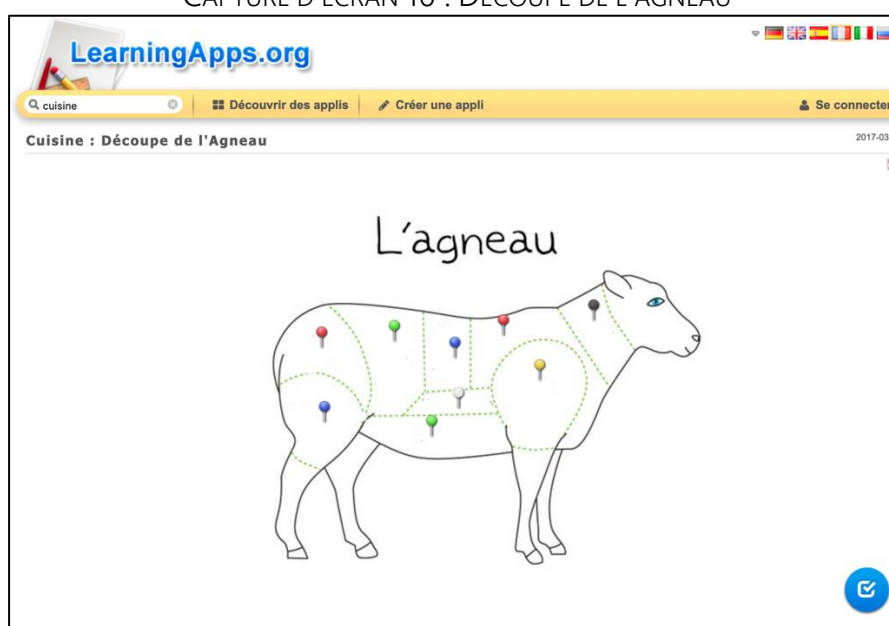 CAPTURE D'ÉCRAN 10 : DÉCOUPE DE L'AGNEAU
LearningApps.org
cuisine Découvrir des applis Créer une appli Se connecter
Cuisine : Découpe de l'Agneau 2017-03
L'agneau